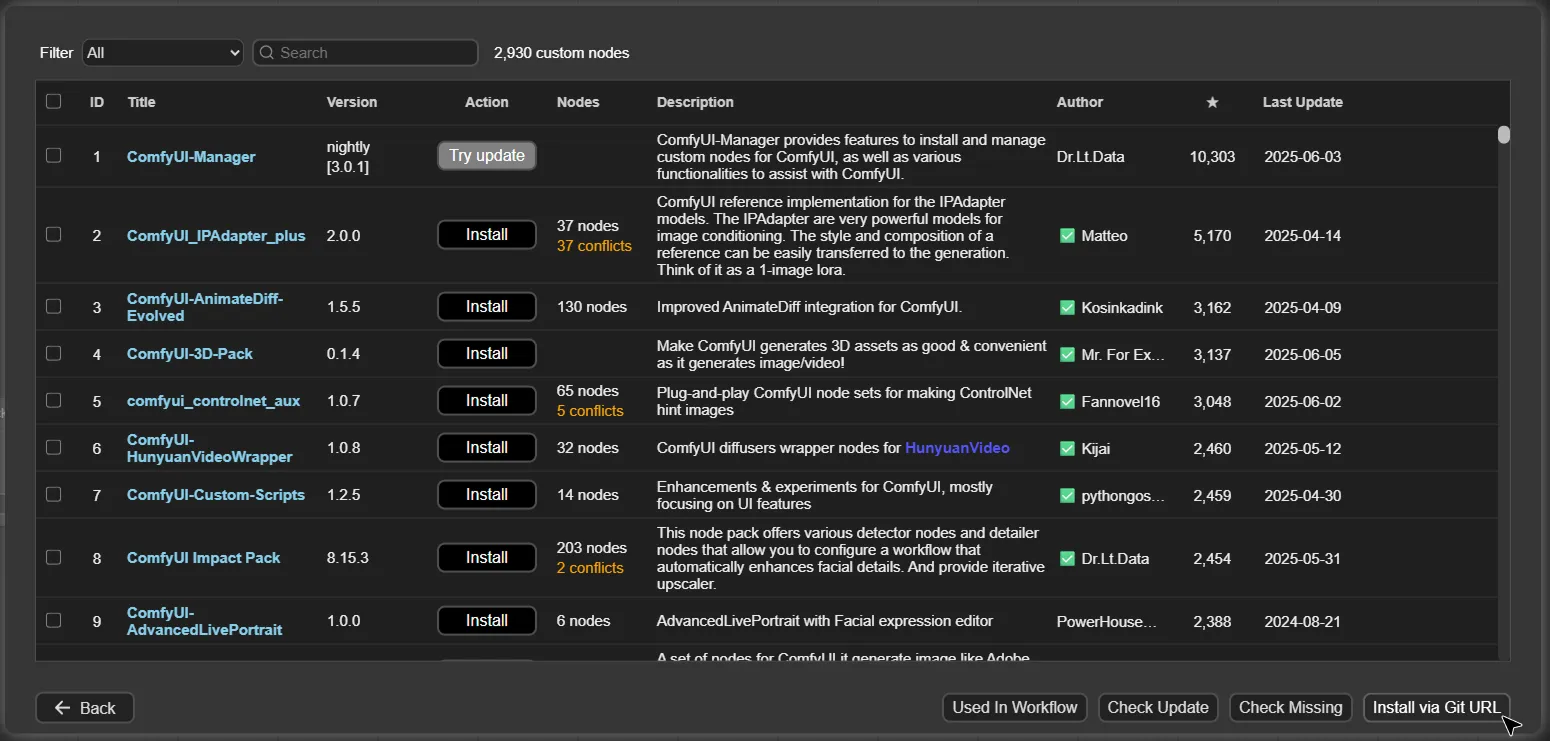 Filter All Search 2,930 custom nodes
ID Title Version Action Nodes Description Author ★ Last Update
1 ComfyUI-Manager nightly [3.0.1] Try update ComfyUI-Manager provides features to install and manage
custom nodes for ComfyUI, as well as various
functionalities to assist with ComfyUI. Dr.Lt.Data 10,303 2025-06-03
2 ComfyUI_IPAdapter_plus 2.0.0 Install 37 nodes
37 conflicts
ComfyUI reference implementation for the IPAdapter
models. The IPAdapter are very powerful models for
image conditioning. The style and composition of a
reference can be easily transferred to the generation.
Think of it as a 1-image lora.
✅ Matteo 5,170 2025-04-14
3 ComfyUI-AnimateDiff-
Evolved
1.5.5 Install 130 nodes Improved AnimateDiff integration for ComfyUI. ✅ Kosinkadink 3,162 2025-04-09
4 ComfyUI-3D-Pack 0.1.4 Install Make ComfyUI generates 3D assets as good & convenient
as it generates image/video!
✅ Mr. For Ex... 3,137 2025-06-05
5 comfyui_controlnet_aux 1.0.7 Install 65 nodes
5 conflicts
Plug-and-play ComfyUI node sets for making ControlNet
hint images
✅ Fannovel16 3,048 2025-06-02
6 ComfyUI-
HunyuanVideoWrapper
1.0.8 Install 32 nodes ComfyUI diffusers wrapper nodes for HunyuanVideo ✅ Kijai 2,460 2025-05-12
7 ComfyUI-Custom-Scripts 1.2.5 Install 14 nodes Enhancements & experiments for ComfyUI, mostly
focusing on UI features
✅ pythongos... 2,459 2025-04-30
8 ComfyUI Impact Pack 8.15.3 Install 203 nodes
2 conflicts
This node pack offers various detector nodes and detailer
nodes that allow you to configure a workflow that
automatically enhances facial details. And provide iterative
upscaler.
✅ Dr.Lt.Data 2,454 2025-05-31
9 ComfyUI-
AdvancedLivePortrait
1.0.0 Install 6 nodes AdvancedLivePortrait with Facial expression editor PowerHouse... 2,388 2024-08-21
A set of nodes for ComfyUI it generate image like Adobe
Back Used In Workflow Check Update Check Missing Install via Git URL